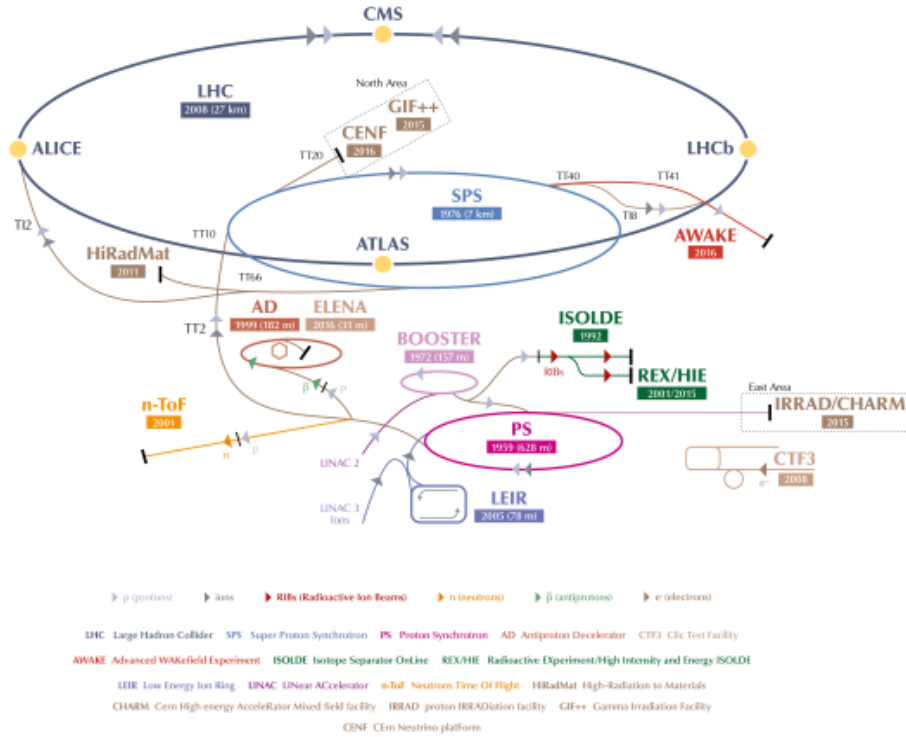 CMS
LHC
2008 (27 km)
North Area
GIF++
2015
CENF
2016
TT20
ALICE
LHCb
TT40
TT41
SPS
1976 (7 km)
TI8
TI2
TT10
ATLAS
AWAKE
2016
HiRadMat
2011
TT66
AD
1999 (182 m)
ELENA
2016 (31 m)
TT2
BOOSTER
1972 (157 m)
ISOLDE
1992
RIBs
REX/HIE
2001/2015
p̅
p
East Area
IRRAD/CHARM
2015
n-ToF
2001
n
p
PS
1959 (628 m)
LINAC 2
CTF3
2008
e-
LEIR
2005 (78 m)
LINAC 3
Ions
p (protons) ions RIBs (Radioactive Ion Beams) n (neutrons) p̅ (antiprotons) e- (electrons)
LHC Large Hadron Collider SPS Super Proton Synchrotron PS Proton Synchrotron AD Antiproton Decelerator CTF3 Clic Test Facility
AWAKE Advanced WAKefield Experiment ISOLDE Isotope Separator OnLine REX/HIE Radioactive EXperiment/High Intensity and Energy ISOLDE
LEIR Low Energy Ion Ring LINAC LINear ACcelerator n-ToF Neutrons Time Of Flight HiRadMat High-Radiation to Materials
CHARM Cern High energy AcceleRator Mixed field facility IRRAD proton IRRADiation facility GIF++ Gamma Irradiation Facility
CENF CErn Neutrino platform